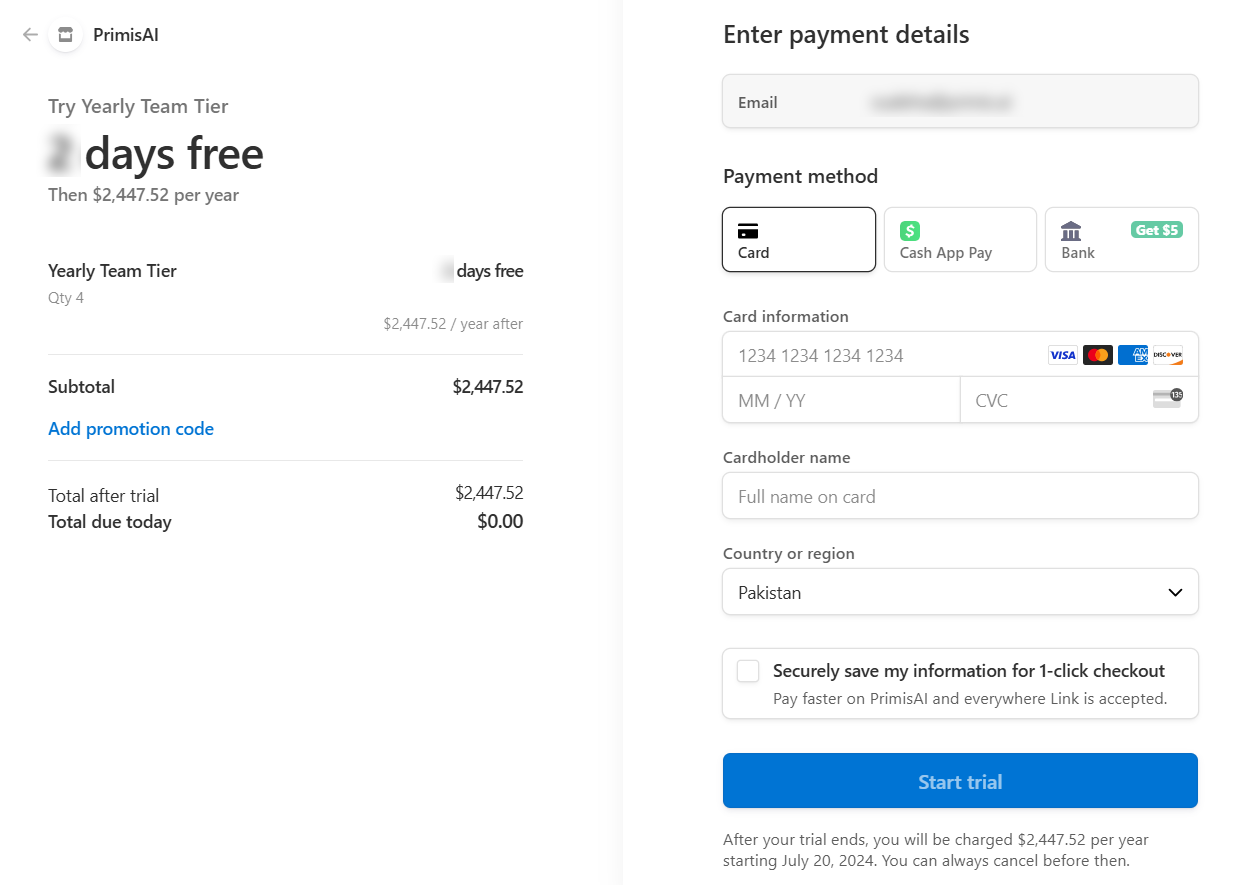 PrimisAI
Try Yearly Team Tier
days free
Then $2,447.52 per year
Yearly Team Tier
days free
Qty 4
$2,447.52 / year after
Subtotal
$2,447.52
Add promotion code
Total after trial
$2,447.52
Total due today
$0.00
Enter payment details
Email
Payment method
Card
$
Cash App Pay
Get $5
Bank
Card information
1234 1234 1234 1234
VISA
AM
EX
DISCOVER
MM / YY
CVC
135
Cardholder name
Full name on card
Country or region
Pakistan
Securely save my information for 1-click checkout
Pay faster on PrimisAI and everywhere Link is accepted.
Start trial
After your trial ends, you will be charged $2,447.52 per year
starting July 20, 2024. You can always cancel before then.